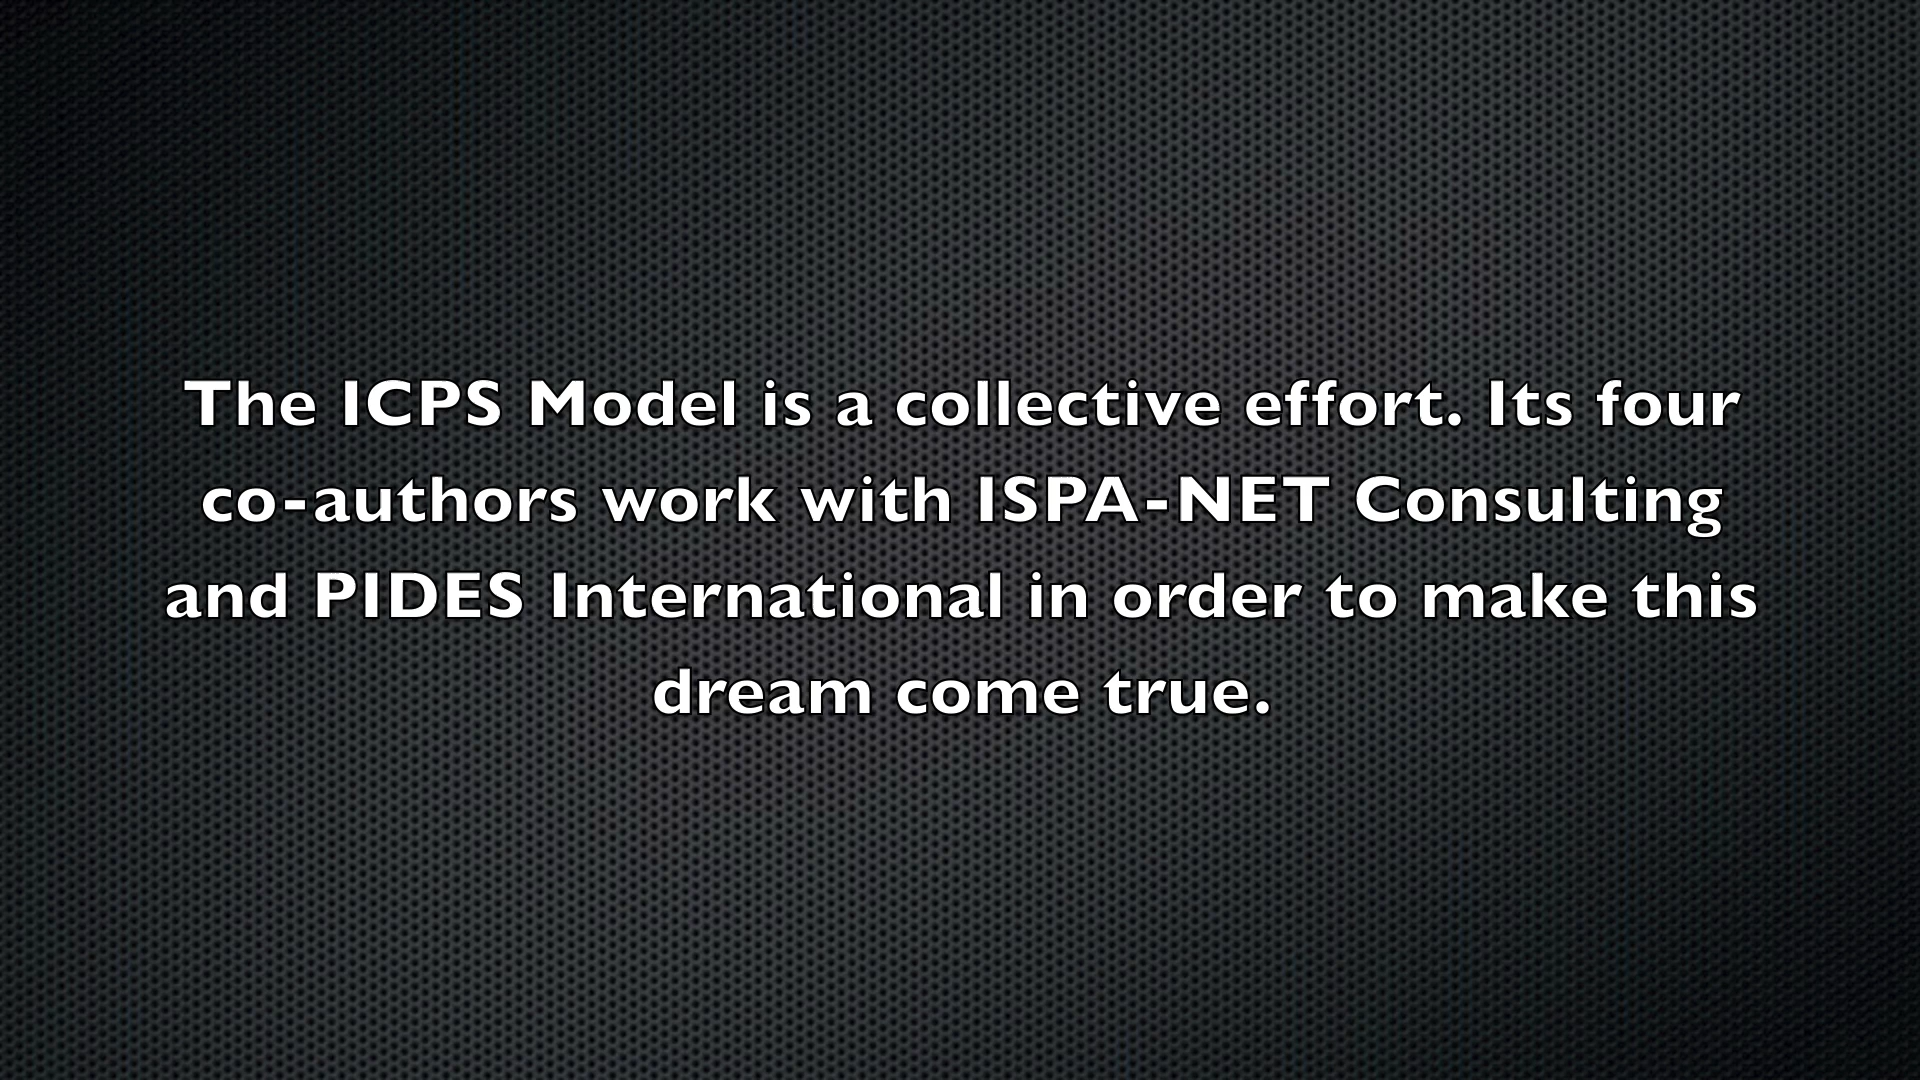 The ICPS Model is a collective effort. Its four
co-authors work with ISPA-NET Consulting
and PIDES International in order to make this
dream come true.